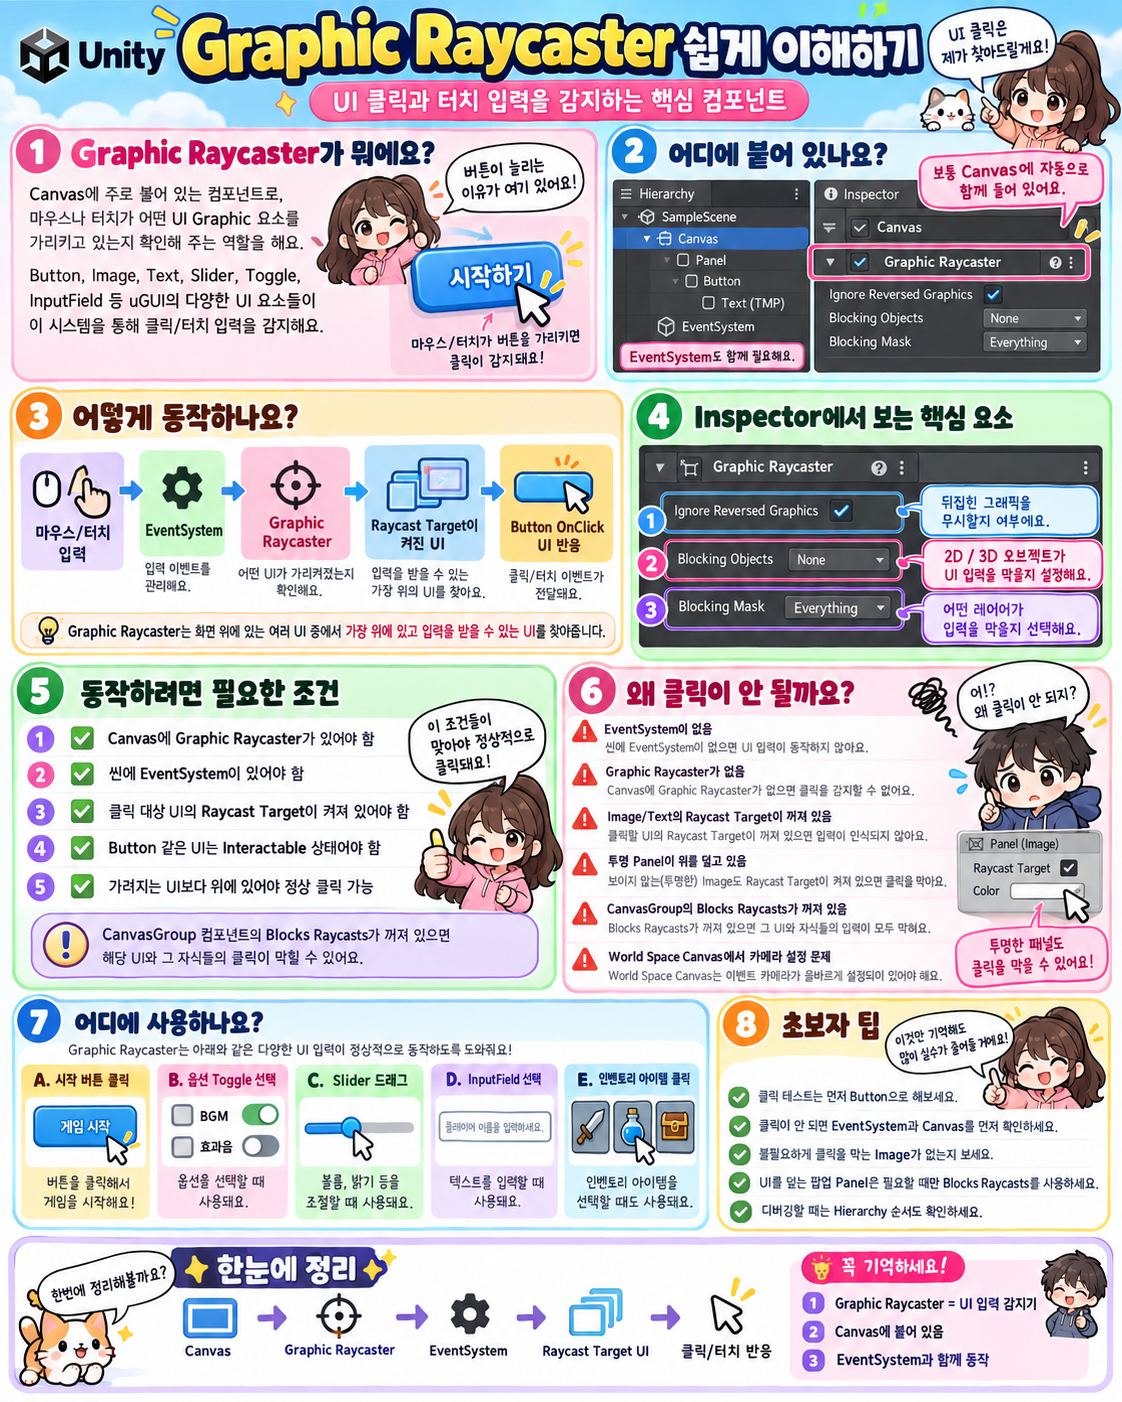 Unity
Graphic Raycaster 쉽게 이해하기
UI 클릭과 터치 입력을 감지하는 핵심 컴포넌트
UI 클릭은
제가 찾아드릴게요!
1 Graphic Raycaster가 뭐에요?
Canvas에 주로 붙어 있는 컴포넌트로,
마우스나 터치가 어떤 UI Graphic 요소를
가리키고 있는지 확인해 주는 역할을 해요.
Button, Image, Text, Slider, Toggle,
InputField 등 uGUI의 다양한 UI 요소들이
이 시스템을 통해 클릭/터치 입력을 감지해요.
버튼이 눌리는
이유가 여기 있어요!
시작하기
마우스/터치가 버튼을 가리키면
클릭이 감지돼요!
2 어디에 붙어 있나요?
보통 Canvas에 자동으로
함께 들어 있어요.
Hierarchy
SampleScene
Canvas
Panel
Button
Text (TMP)
EventSystem
EventSystem도 함께 필요해요.
Inspector
Canvas
Graphic Raycaster
Ignore Reversed Graphics
Blocking Objects None
Blocking Mask Everything
3 어떻게 동작하나요?
마우스/터치
입력
EventSystem
입력 이벤트를
관리해요.
Graphic
Raycaster
어떤 UI가 가리켜졌는지
확인해요.
Raycast Target이
켜진 UI
입력을 받을 수 있는
가장 위의 UI를 찾아요.
Button OnClick
UI 반응
클릭/터치 이벤트가
전달돼요.
Graphic Raycaster는 화면 위에 있는 여러 UI 중에서 가장 위에 있고 입력을 받을 수 있는 UI를 찾아줍니다.
4 Inspector에서 보는 핵심 요소
Graphic Raycaster
1 Ignore Reversed Graphics
뒤집힌 그래픽을
무시할지 여부에요.
2 Blocking Objects None
2D / 3D 오브젝트가
UI 입력을 막을지 설정해요.
3 Blocking Mask Everything
어떤 레어어가
입력을 막을지 선택해요.
5 동작하려면 필요한 조건
1 Canvas에 Graphic Raycaster가 있어야 함
2 씬에 EventSystem이 있어야 함
3 클릭 대상 UI의 Raycast Target이 켜져 있어야 함
4 Button 같은 UI는 Interactable 상태어야 함
5 가려지는 UI보다 위에 있어야 정상 클릭 가능
이 조건들이
맞아야 정상적으로
클릭돼요!
CanvasGroup 컴포넌트의 Blocks Raycasts가 꺼져 있으면
해당 UI와 그 자식들의 클릭이 막힐 수 있어요.
6 왜 클릭이 안 될까요?
어!?
왜 클릭이 안 되지?
EventSystem이 없음
씬에 EventSystem이 없으면 UI 입력이 동작하지 않아요.
Graphic Raycaster가 없음
Canvas에 Graphic Raycaster가 없으면 클릭을 감지할 수 없어요.
Image/Text의 Raycast Target이 꺼져 있음
클릭할 UI의 Raycast Target이 꺼져 있으면 입력이 인식되지 않아요.
투명 Panel이 위를 덮고 있음
보이지 않는(투명한) Image도 Raycast Target이 켜져 있으면 클릭을 막아요.
CanvasGroup의 Blocks Raycasts가 꺼져 있음
Blocks Raycasts가 꺼져 있으면 그 UI와 자식들의 입력이 모두 막혀요.
World Space Canvas에서 카메라 설정 문제
World Space Canvas는 이벤트 카메라가 올바르게 설정되이 있어야 해요.
Panel (Image)
Raycast Target
Color
투명한 패널도
클릭을 막을 수 있어요!
7 어디에 사용하나요?
Graphic Raycaster는 아래와 같은 다양한 UI 입력이 정상적으로 동작하도록 도와줘요!
A. 시작 버튼 클릭
게임 시작
버튼을 클릭해서
게임을 시작해요!
B. 옵션 Toggle 선택
BGM
효과음
옵션을 선택할 때
사용돼요.
C. Slider 드래그
볼륨, 밝기 등을
조절할 때 사용돼요.
D. InputField 선택
플레이어 이름을 입력하세요.
텍스트를 입력할 때
사용돼요.
E. 인벤토리 아이템 클릭
인벤토리 아이템을
선택할 때도 사용돼요.
8 초보자 팁
이것만 기억해도
많이 실수가 줄어들 거에요!
클릭 테스트는 먼저 Button으로 해보세요.
클릭이 안 되면 EventSystem과 Canvas를 먼저 확인하세요.
불필요하게 클릭을 막는 Image가 없는지 보세요.
UI를 덮는 팝업 Panel은 필요할 때만 Blocks Raycasts를 사용하세요.
디버깅할 때는 Hierarchy 순서도 확인하세요.
한번에 정리해볼까요?
한눈에 정리
Canvas
Graphic Raycaster
EventSystem
Raycast Target UI
클릭/터치 반응
꼭 기억하세요!
1 Graphic Raycaster = UI 입력 감지기
2 Canvas에 붙어 있음
3 EventSystem과 함께 동작